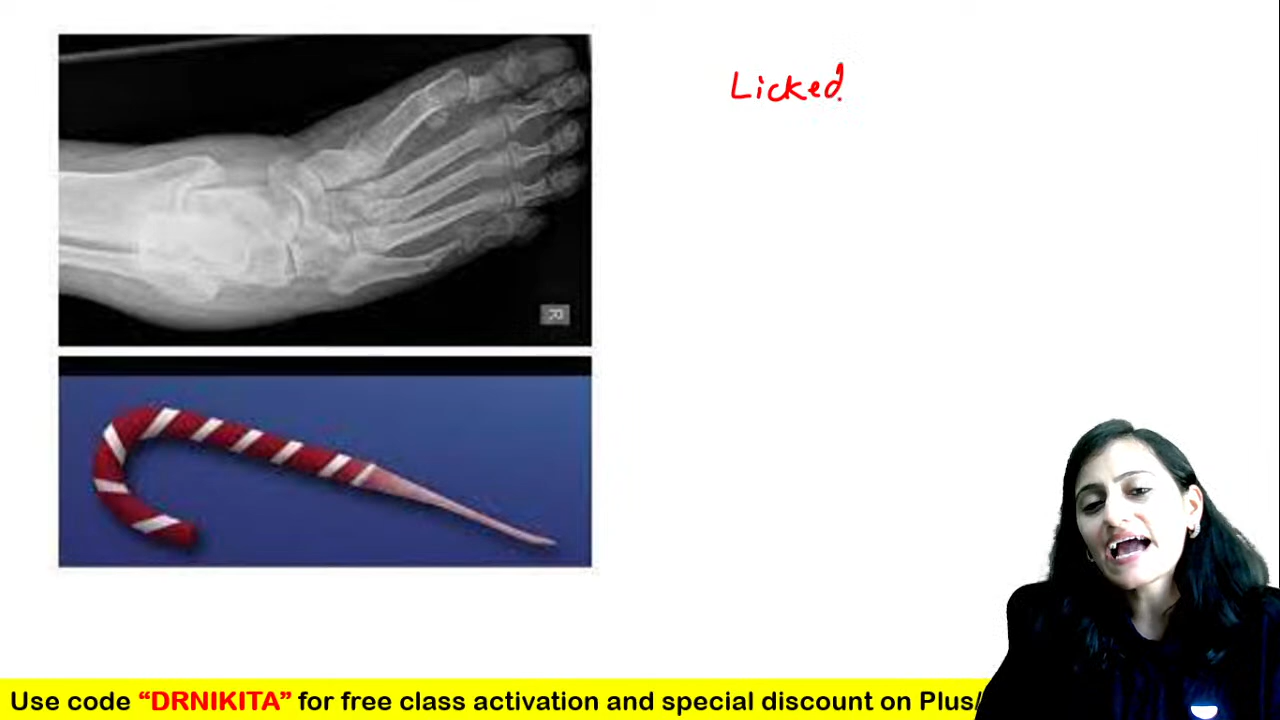 Licked
R
Use code “DRNIKITA” for free class activation and special discount on Plus/